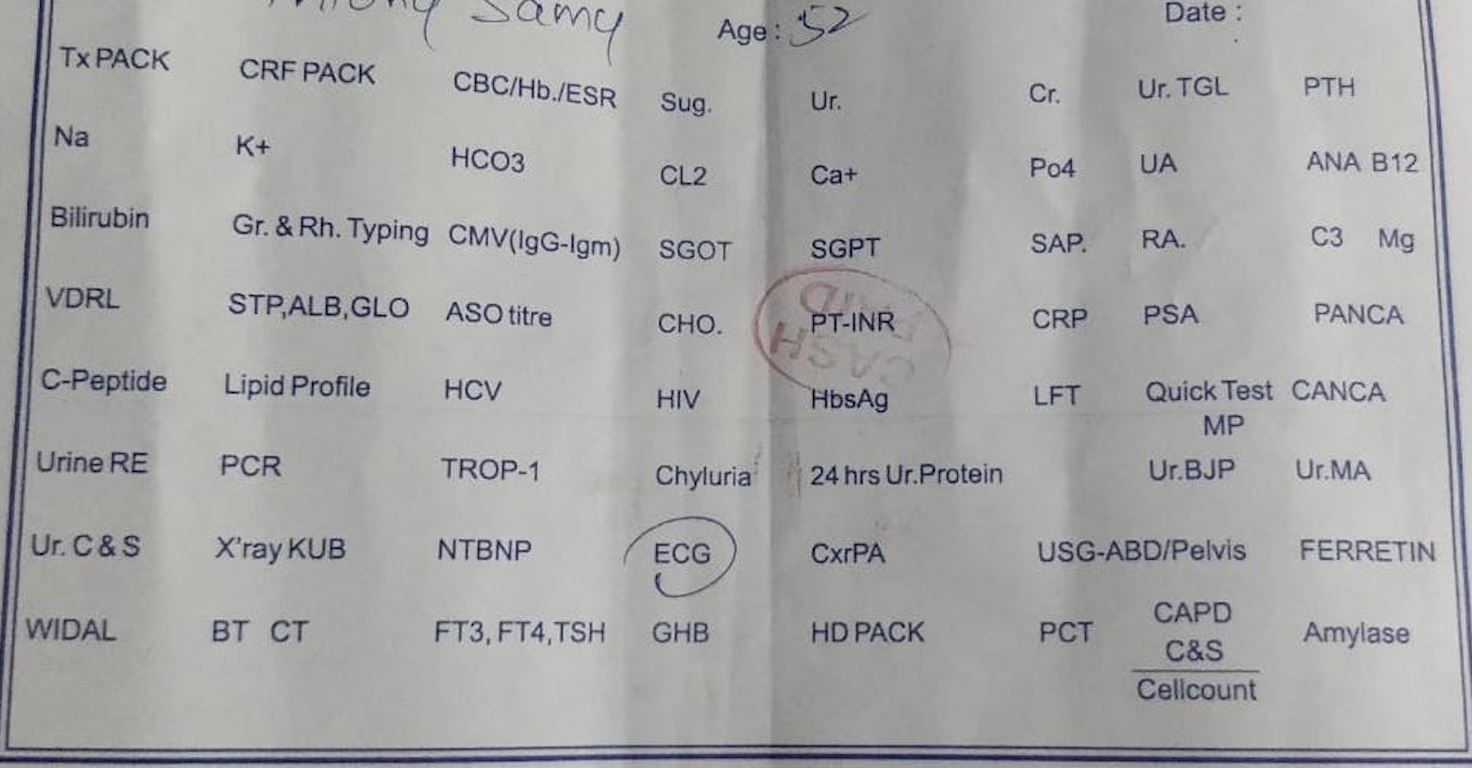 Samy Age : 52 Date :
Tx PACK CRF PACK CBC/Hb./ESR Sug. Ur. Cr. Ur. TGL PTH
Na K+ HCO3 CL2 Ca+ Po4 UA ANA B12
Bilirubin Gr. & Rh. Typing CMV(IgG-Igm) SGOT SGPT SAP. RA. C3 Mg
VDRL STP,ALB,GLO ASO titre CHO. PT-INR CRP PSA PANCA
CASH PAID
C-Peptide Lipid Profile HCV HIV HbsAg LFT Quick Test CANCA
MP
Urine RE PCR TROP-1 Chyluria 24 hrs Ur.Protein Ur.BJP Ur.MA
Ur. C & S X'ray KUB NTBNP ECG CxrPA USG-ABD/Pelvis FERRETIN
WIDAL BT CT FT3, FT4,TSH GHB HD PACK PCT CAPD Amylase
C&S
Cellcount